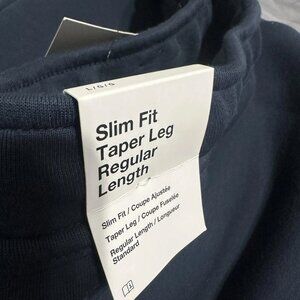 L/G/G
Slim Fit
Taper Leg
Regular
Length
Slim Fit / Coupe Ajustée
Taper Leg / Coupe Fuselée
Regular Length / Longueur
Standard